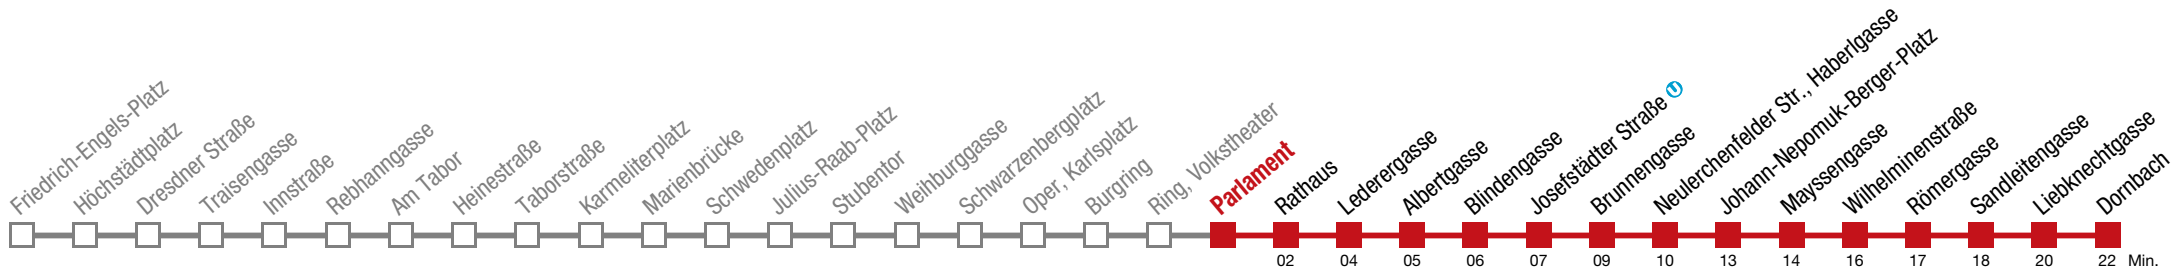 Friedrich-Engels-Platz
Höchstädtplatz
Dresdner Straße
Traisengasse
Innstraße
Rebhanngasse
Am Tabor
Heinestraße
Taborstraße
Karmeliterplatz
Marienbrücke
Schwedenplatz
Julius-Raab-Platz
Stubentor
Weihburggasse
Schwarzenbergplatz
Oper, Karlsplatz
Burgring
Ring, Volkstheater
Parlament
Rathaus
Lederergasse
Albertgasse
Blindengasse
Josefstädter Straße U
Brunnengasse
Neulerchenfelder Str., Haberlgasse
Johann-Nepomuk-Berger-Platz
Mayssengasse
Wilhelminenstraße
Römergasse
Sandleitengasse
Liebknechtgasse
Dornbach
02 04 05 06 07 09 10 13 14 16 17 18 20 22 Min.